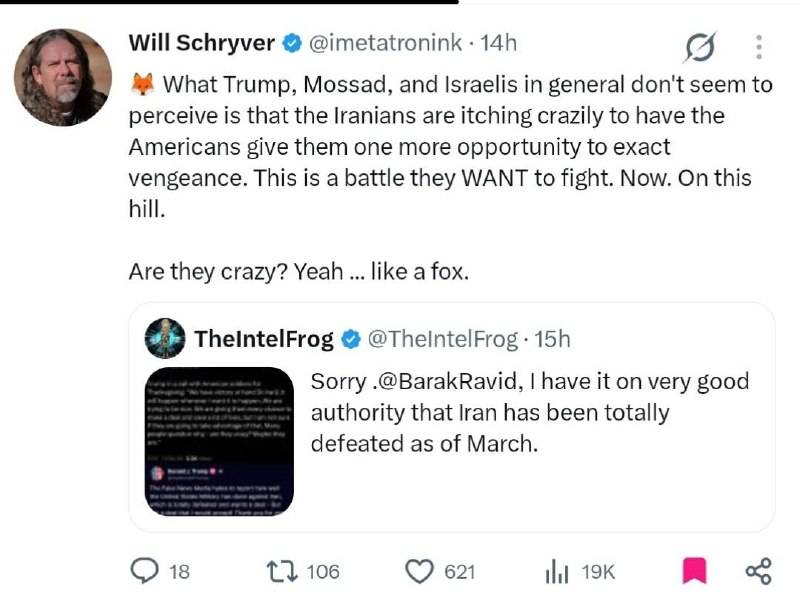 Will Schryver @imetatronink · 14h
🦊 What Trump, Mossad, and Israelis in general don't seem to
perceive is that the Iranians are itching crazily to have the
Americans give them one more opportunity to exact
vengeance. This is a battle they WANT to fight. Now. On this
hill.
Are they crazy? Yeah ... like a fox.
TheIntelFrog @TheIntelFrog · 15h
Sorry .@BarakRavid, I have it on very good
authority that Iran has been totally
defeated as of March.
18 106 621 19K